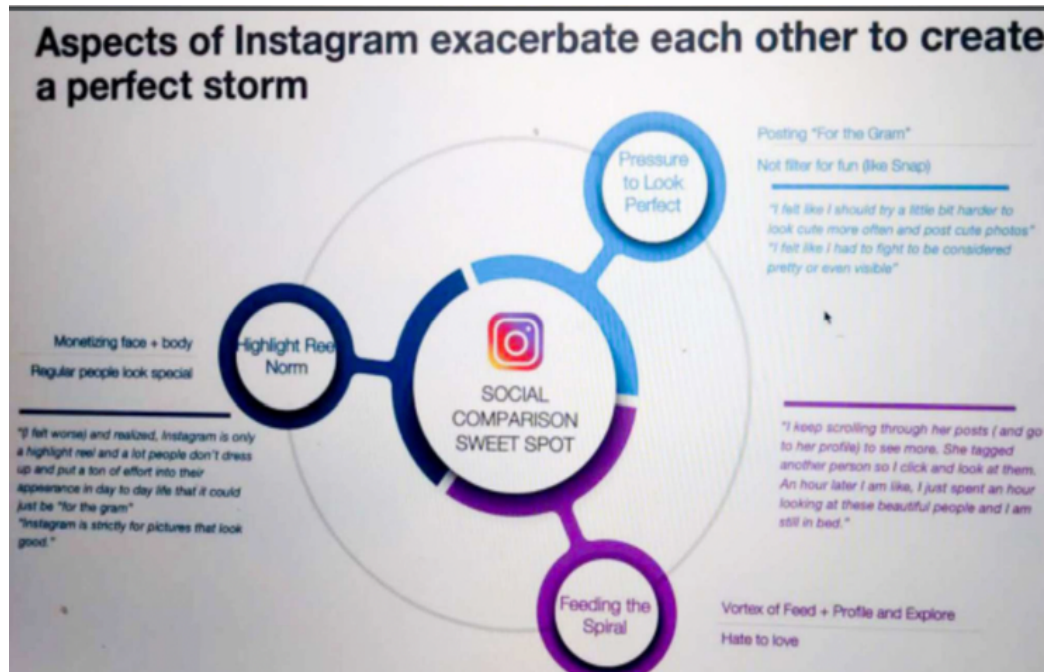 Aspects of Instagram exacerbate each other to create
a perfect storm
Pressure
to Look
Perfect
Posting "For the Gram"
Not filter for fun (like Snap)
"I felt like I should try a little bit harder to
look cute more often and post cute photos"
"I felt like I had to fight to be considered
pretty or even visible"
Highlight Reel
Norm
Monetizing face + body
Regular people look special
"(I felt worse) and realized, Instagram is only
a highlight reel and a lot people don't dress
up and put a ton of effort into their
appearance in day to day life that it could
just be "for the gram"
"Instagram is strictly for pictures that look
good."
SOCIAL
COMPARISON
SWEET SPOT
"I keep scrolling through her posts ( and go
to her profile) to see more. She tagged
another person so I click and look at them.
An hour later I am like, I just spent an hour
looking at these beautiful people and I am
still in bed."
Feeding the
Spiral
Vortex of Feed + Profile and Explore
Hate to love